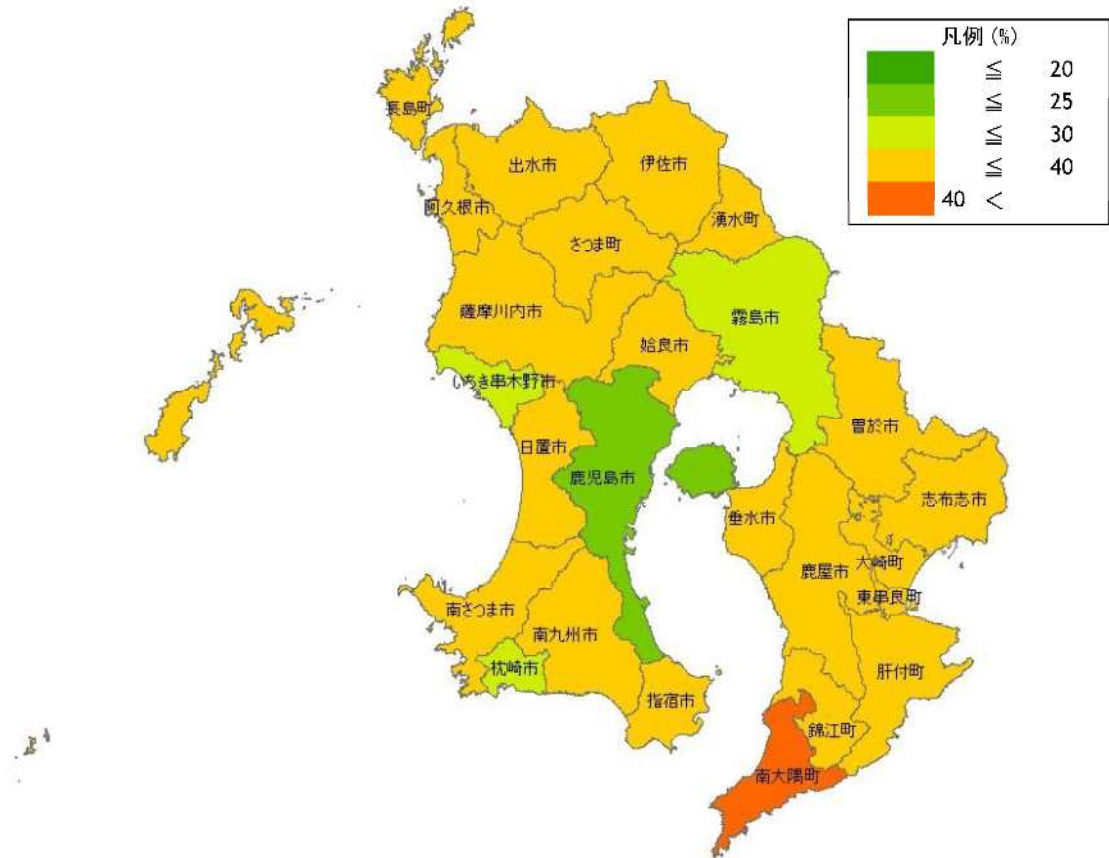 凡例 (%)
≦ 20
≦ 25
≦ 30
≦ 40
40 <
長島町
出水市
伊佐市
阿久根市
湧水町
さつま町
薩摩川内市
霧島市
姶良市
いちき串木野市
曽於市
日置市
鹿児島市
志布志市
垂水市
大崎町
鹿屋市
東串良町
南さつま市
南九州市
枕崎市
肝付町
指宿市
錦江町
南大隅町